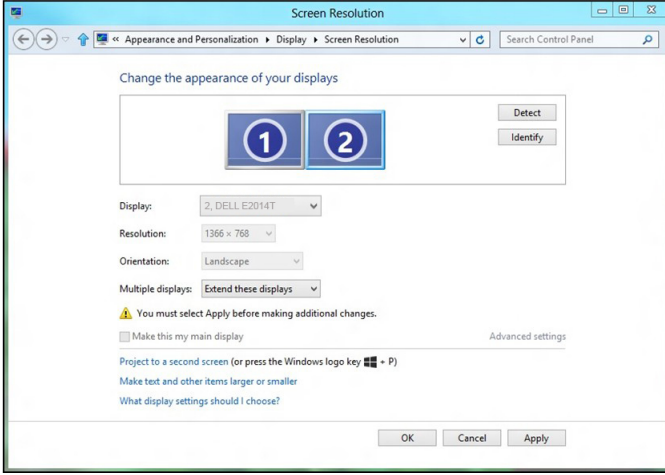 Screen Resolution
« Appearance and Personalization ▸ Display ▸ Screen Resolution
Search Control Panel
Change the appearance of your displays
1 2
Detect
Identify
Display: 2, DELL E2014T
Resolution: 1366 × 768
Orientation: Landscape
Multiple displays: Extend these displays
You must select Apply before making additional changes.
Make this my main display Advanced settings
Project to a second screen (or press the Windows logo key + P)
Make text and other items larger or smaller
What display settings should I choose?
OK Cancel Apply